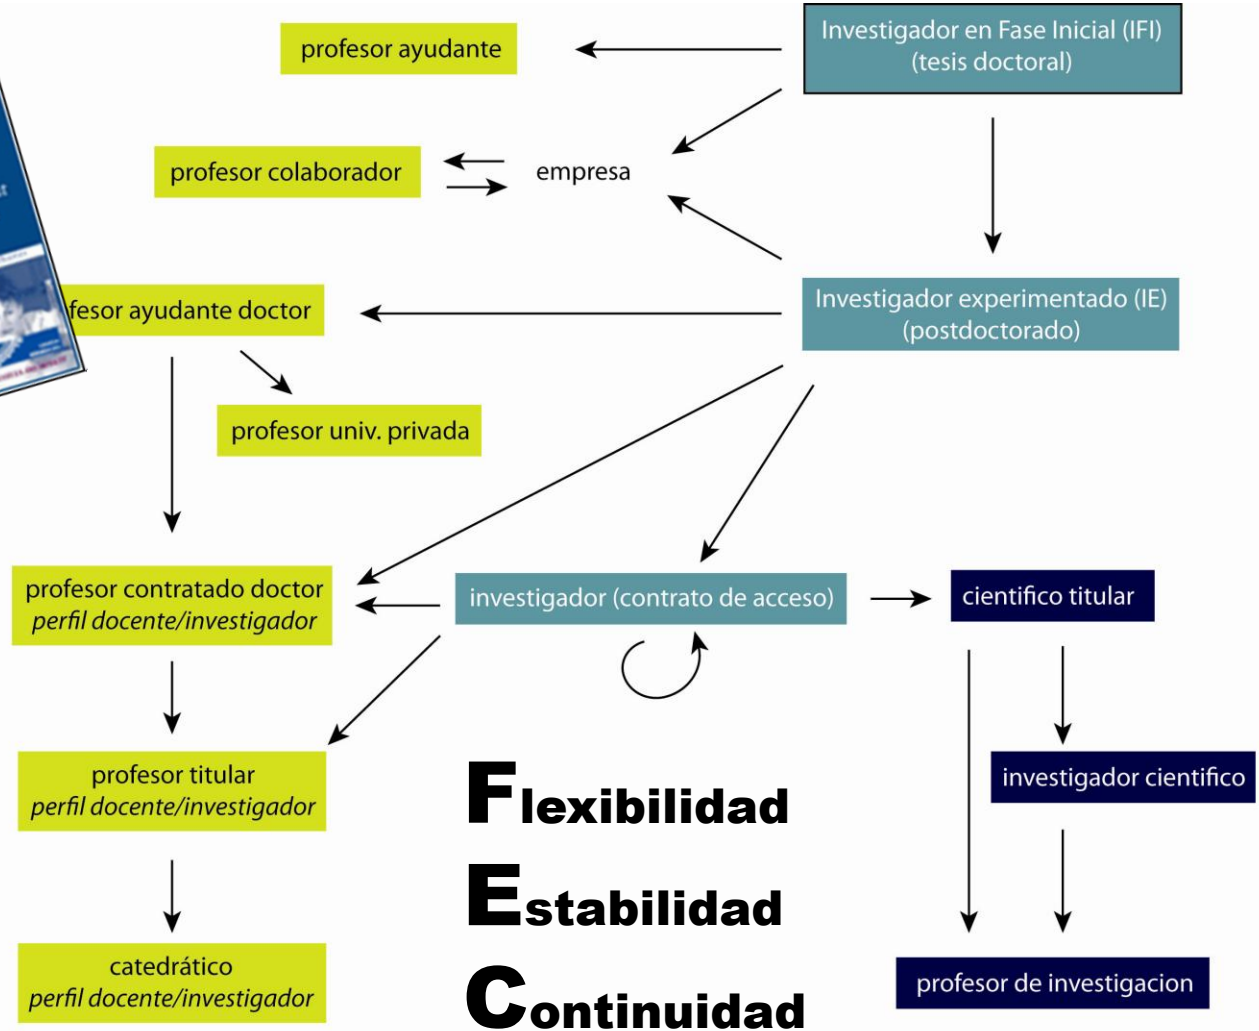 Investigador en Fase Inicial (IFI)
(tesis doctoral)
profesor ayudante
profesor colaborador
empresa
fesor ayudante doctor
Investigador experimentado (IE)
(postdoctorado)
profesor univ. privada
profesor contratado doctor
perfil docente/investigador
investigador (contrato de acceso)
cientifico titular
profesor titular
perfil docente/investigador
investigador cientifico
Flexibilidad
Estabilidad
Continuidad
catedrático
perfil docente/investigador
profesor de investigacion